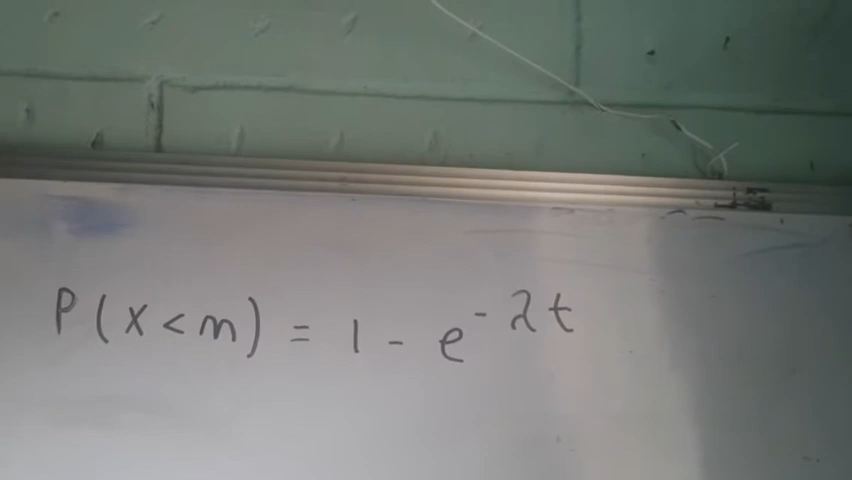 P(x<m) = 1 - e^{-λt}